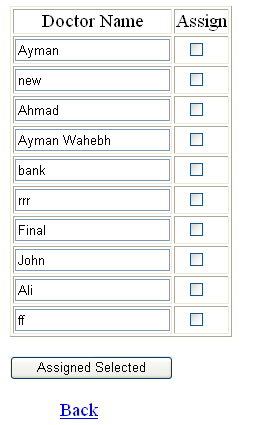 Doctor Name Assign
Ayman
new
Ahmad
Ayman Wahebh
bank
rrr
Final
John
Ali
ff
Assigned Selected
Back